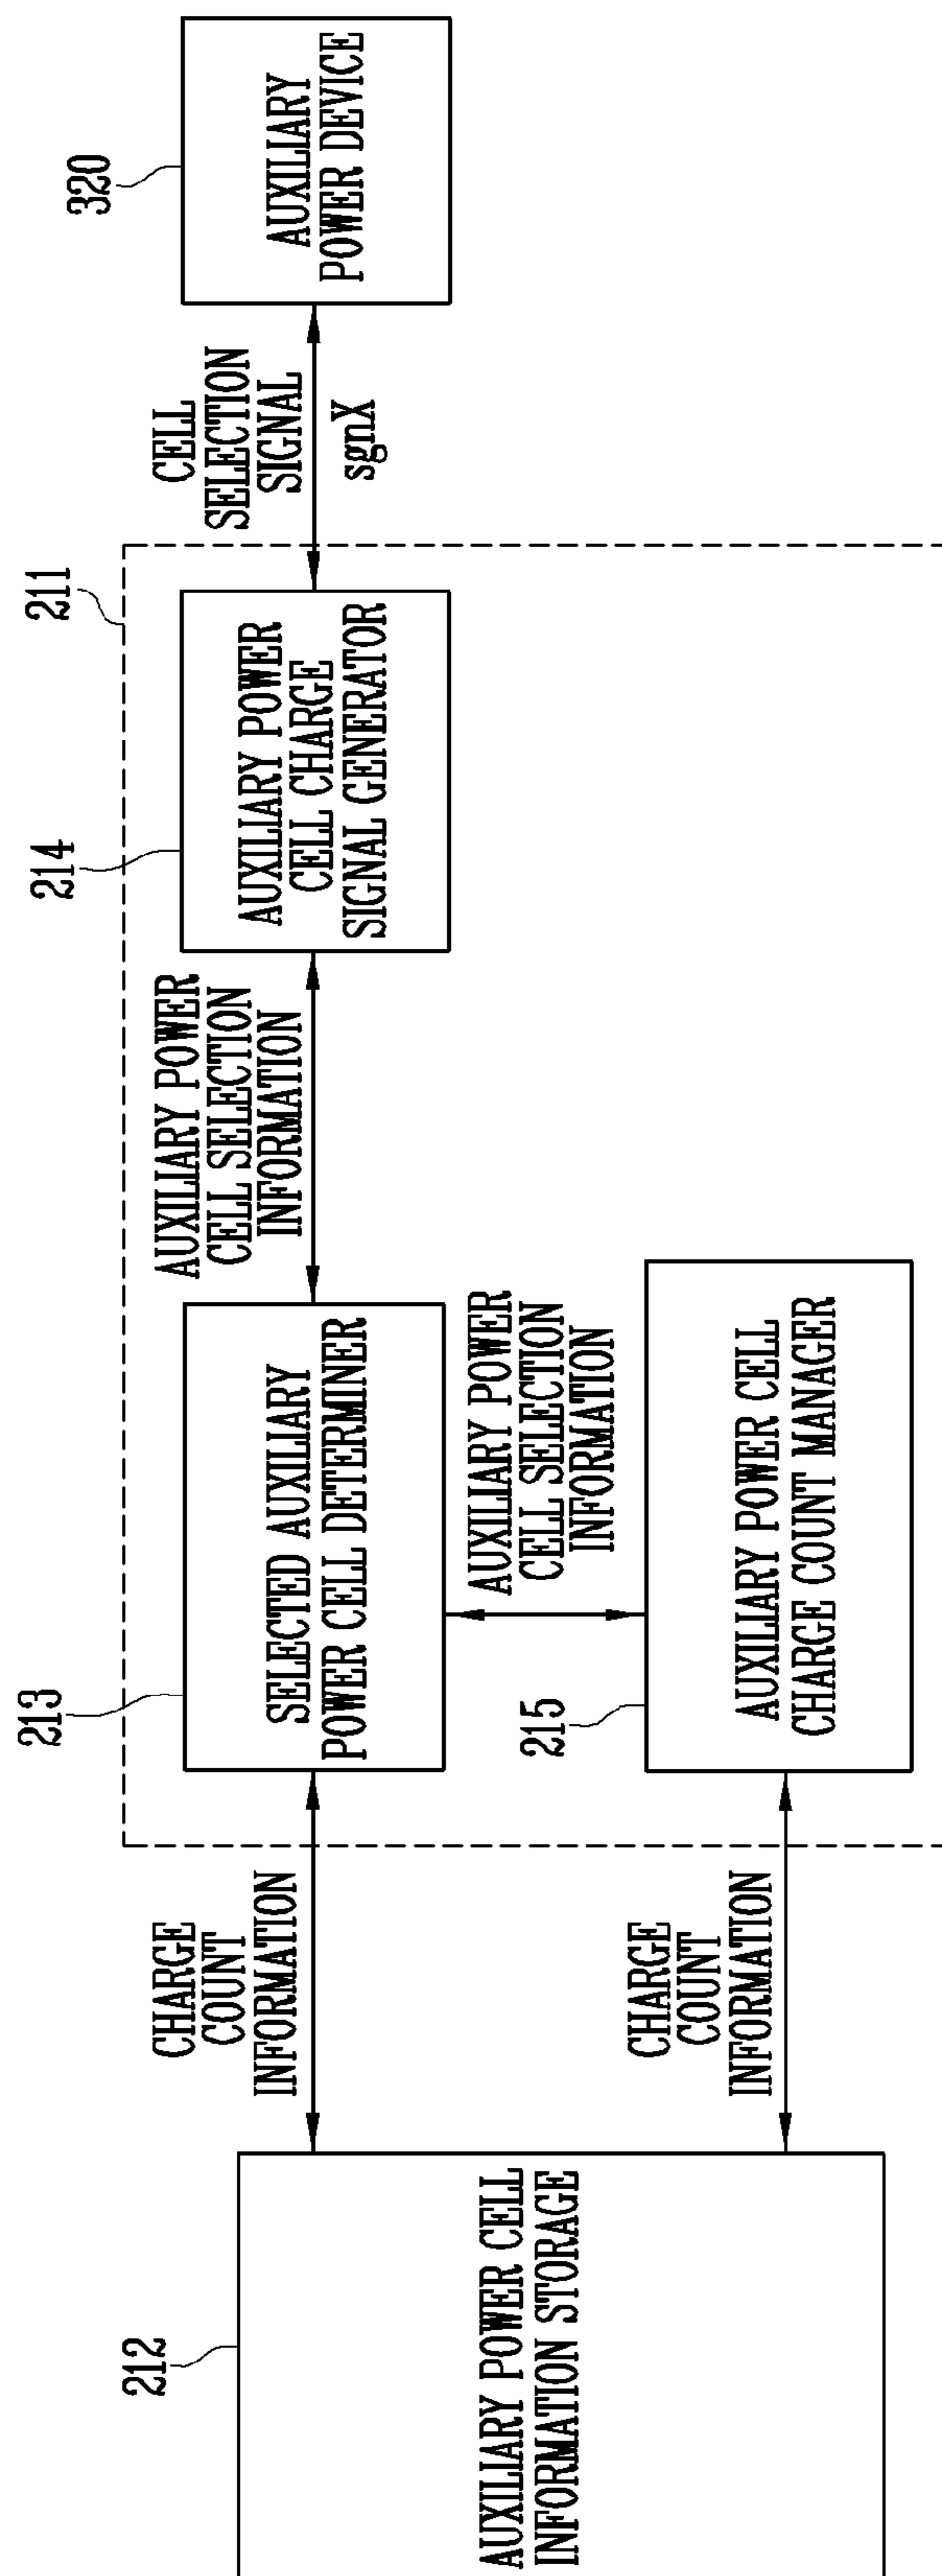 212
AUXILIARY POWER CELL
INFORMATION STORAGE
CHARGE
COUNT
INFORMATION
CHARGE
COUNT
INFORMATION
213
SELECTED AUXILIARY
POWER CELL DETERMINER
AUXILIARY POWER
CELL SELECTION
INFORMATION
215
AUXILIARY POWER CELL
CHARGE COUNT MANAGER
AUXILIARY POWER
CELL SELECTION
INFORMATION
214
AUXILIARY POWER
CELL CHARGE
SIGNAL GENERATOR
211
CELL
SELECTION
SIGNAL
sgnX
320
AUXILIARY
POWER DEVICE